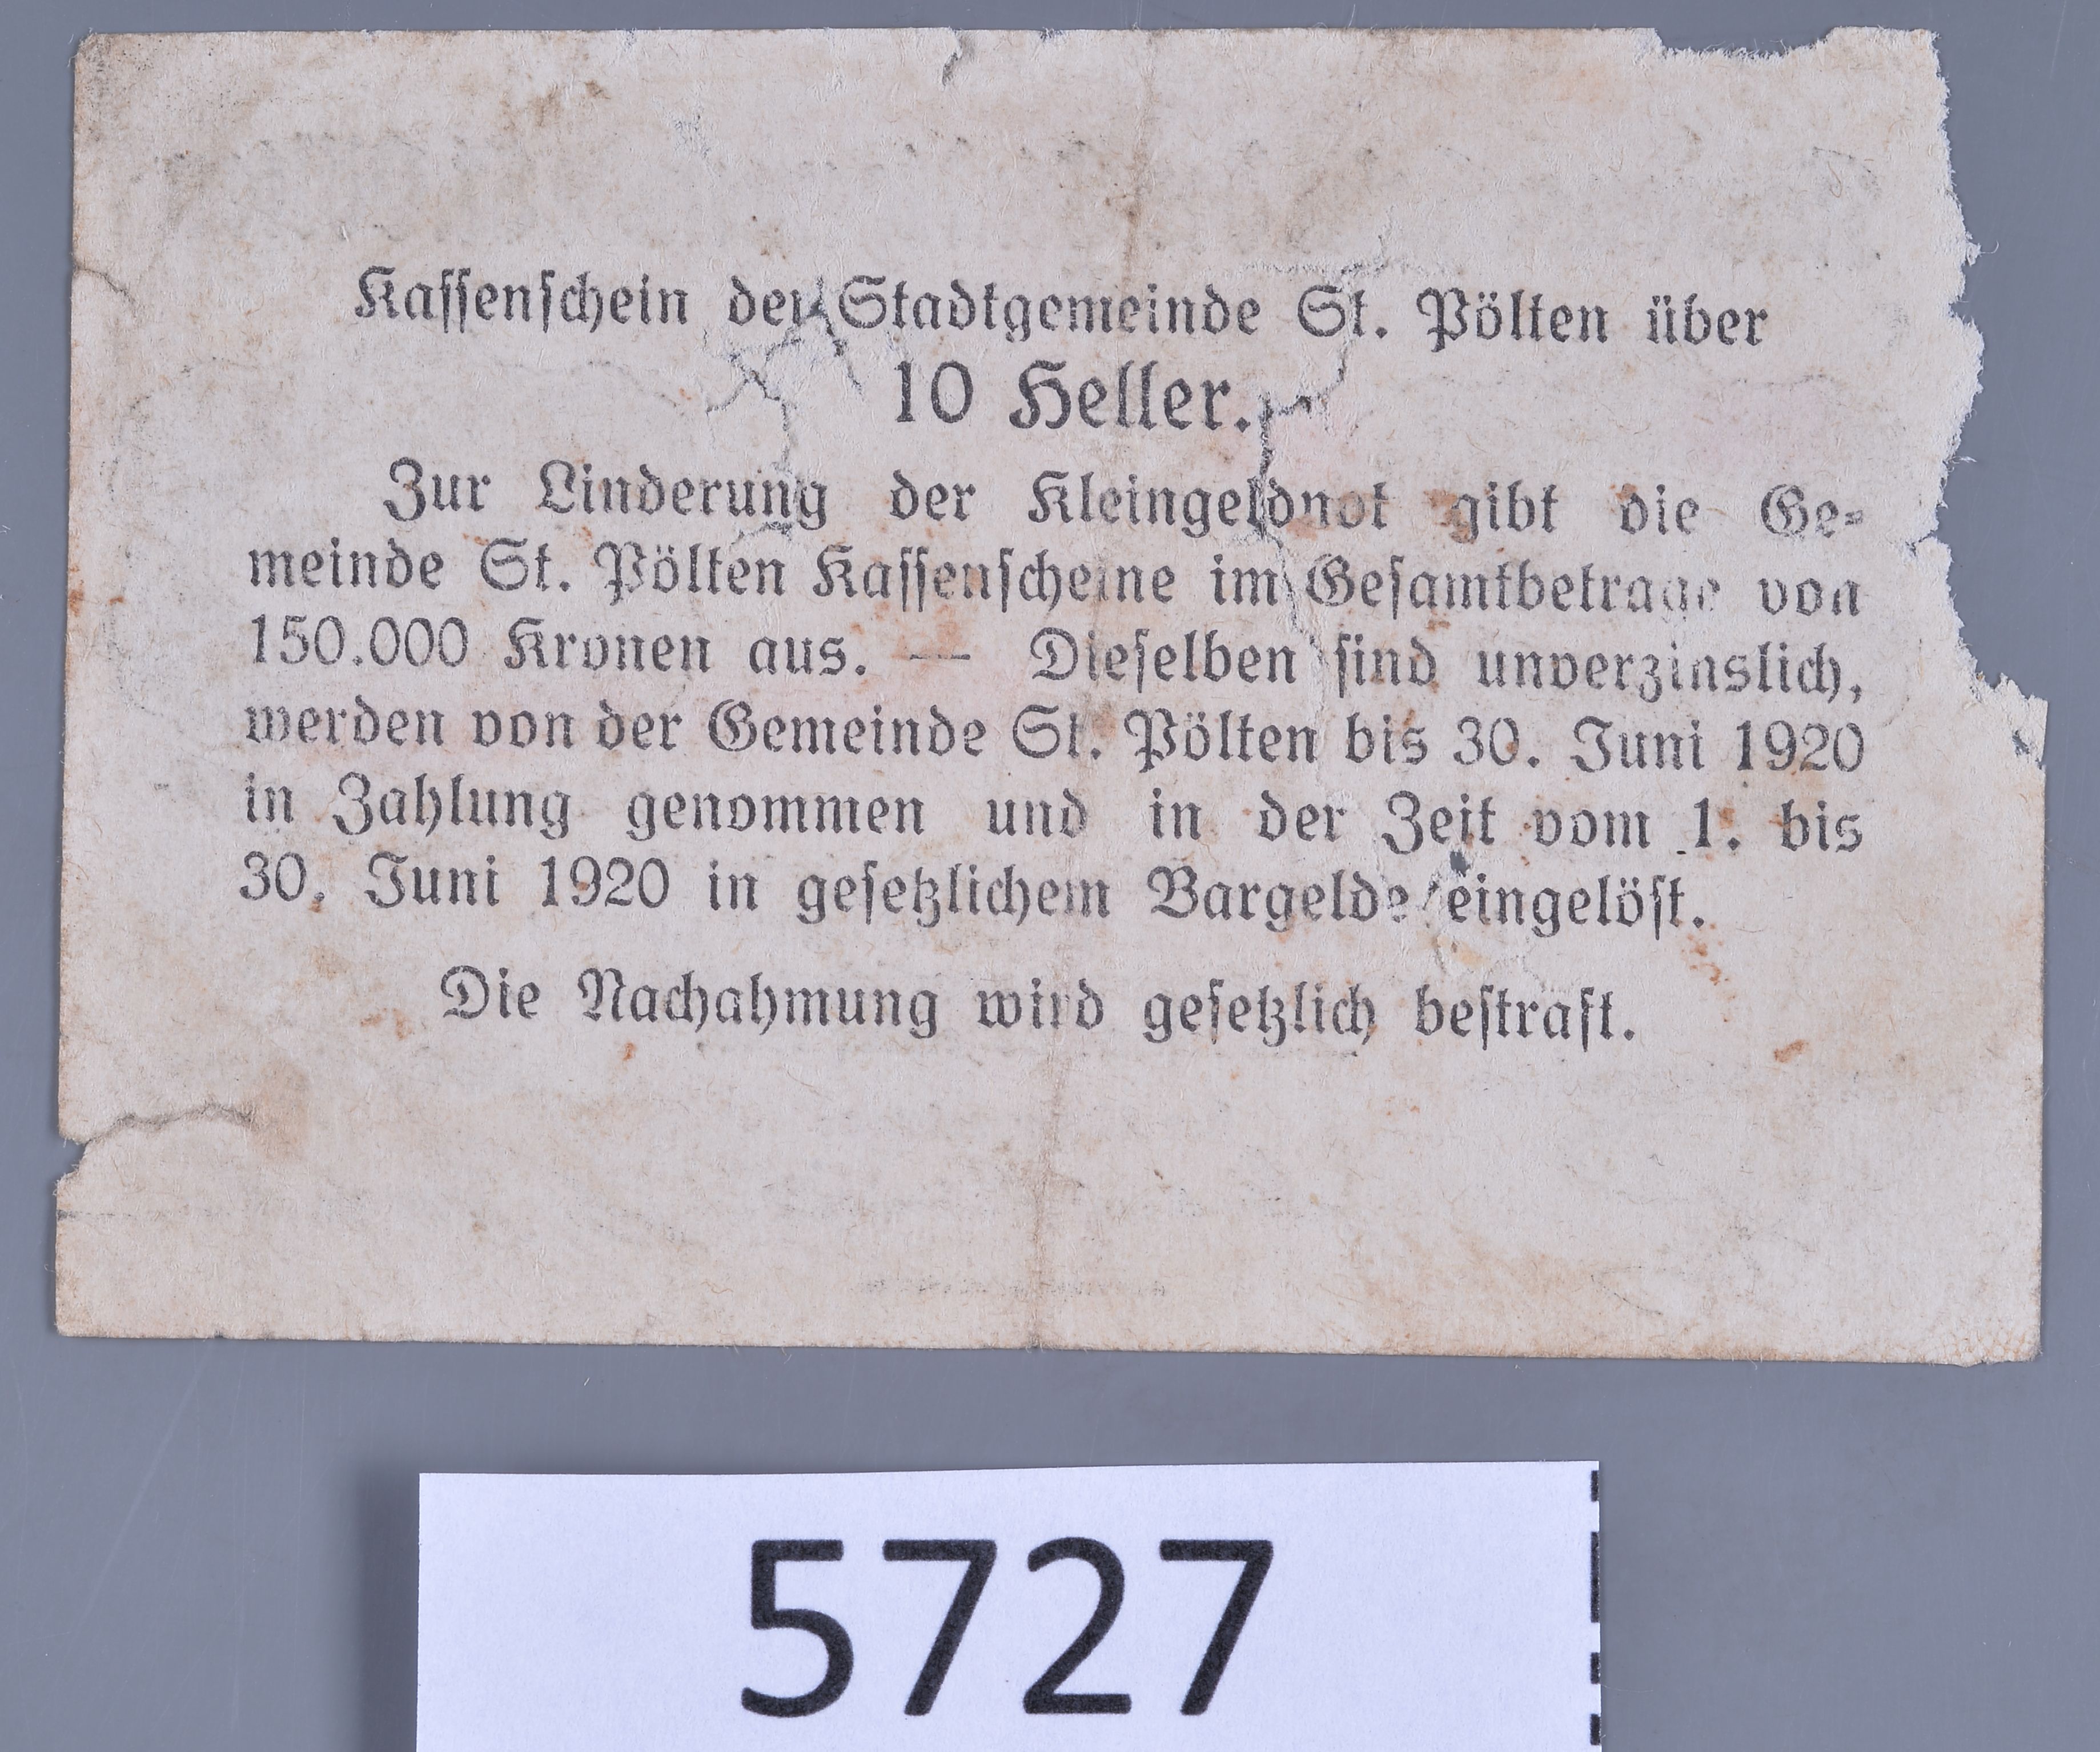 Kassenschein der Stadtgemeinde St. Pölten über
10 Heller.
Zur Linderung der Kleingeldnot gibt die Ge-
meinde St. Pölten Kassenscheine im Gesamtbetrage von
150.000 Kronen aus. — Dieselben sind unverzinslich,
werden von der Gemeinde St. Pölten bis 30. Juni 1920
in Zahlung genommen und in der Zeit vom 1. bis
30. Juni 1920 in gesetzlichem Bargelde eingelöst.
Die Nachahmung wird gesetzlich bestraft.
5727